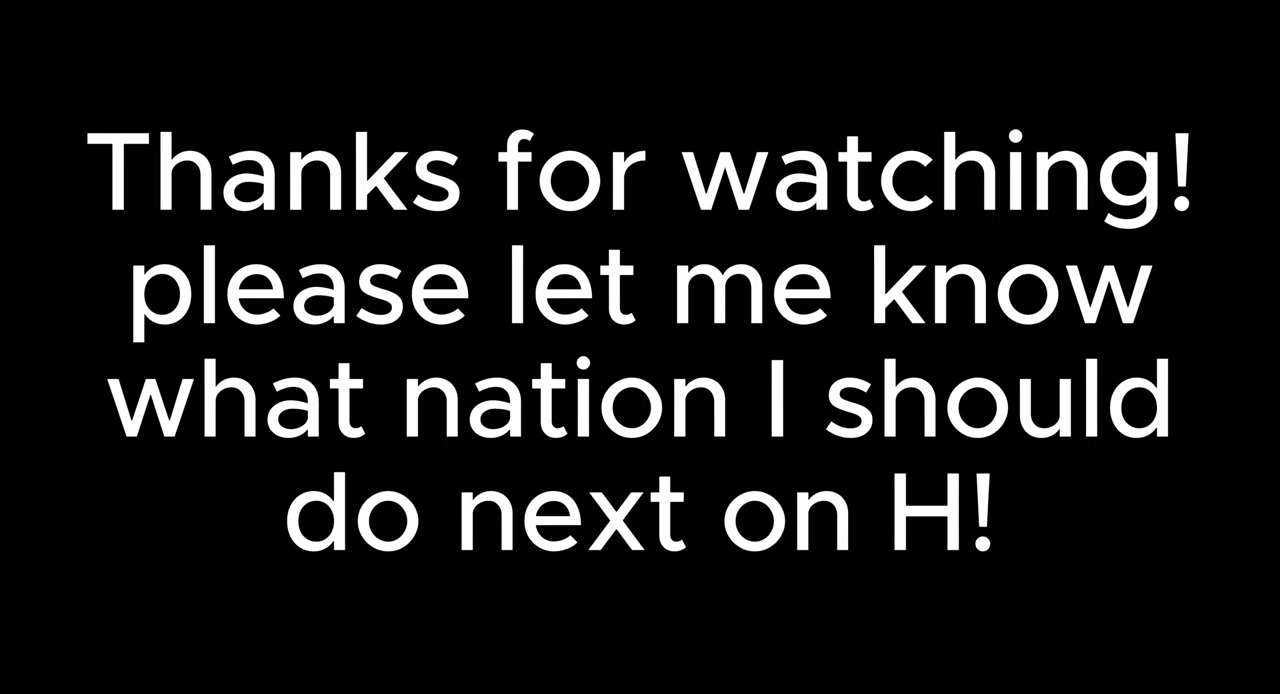 Thanks for watching!
please let me know
what nation I should
do next on H!